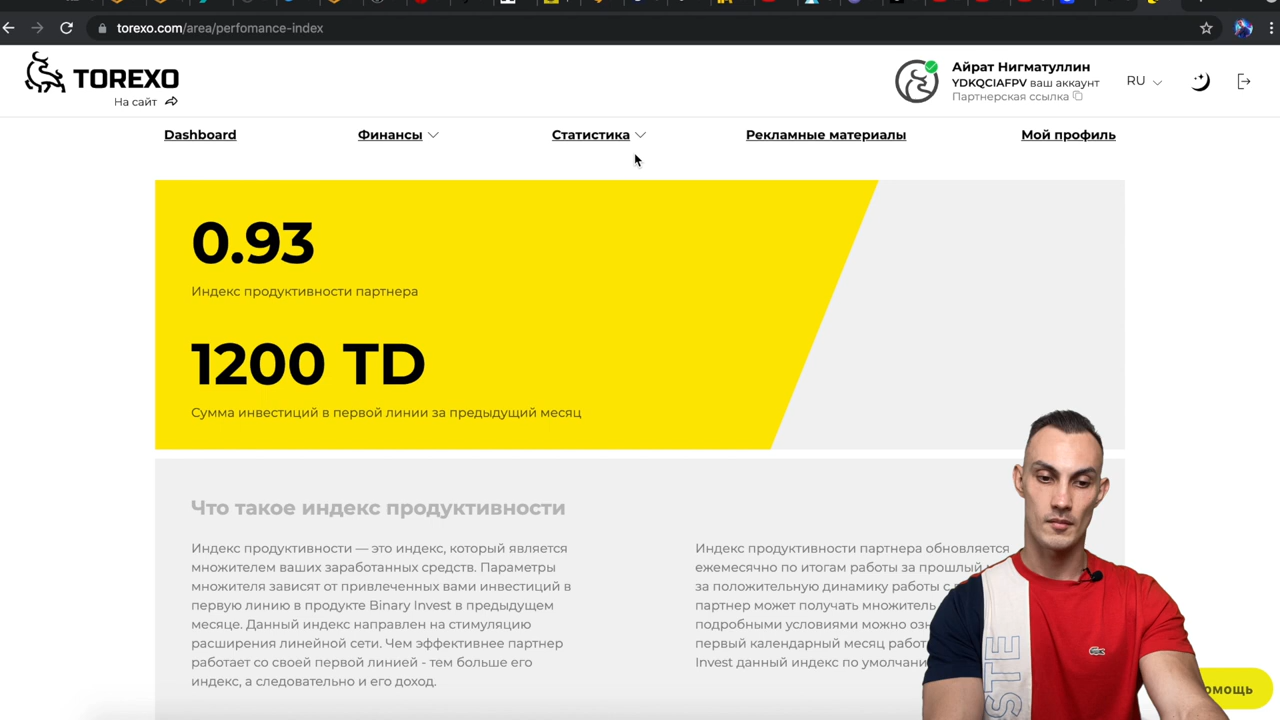 torexo.com/area/perfomance-index
TOREXO
На сайт
Айрат Нигматуллин
YDKQCIAFPV ваш аккаунт
Партнерская ссылка
RU
Dashboard
Финансы
Статистика
Рекламные материалы
Мой профиль
0.93
Индекс продуктивности партнера
1200 TD
Сумма инвестиций в первой линии за предыдущий месяц
Что такое индекс продуктивности
Индекс продуктивности — это индекс, который является
множителем ваших заработанных средств. Параметры
множителя зависят от привлеченных вами инвестиций в
первую линию в продукте Binary Invest в предыдущем
месяце. Данный индекс направлен на стимуляцию
расширения линейной сети. Чем эффективнее партнер
работает со своей первой линией - тем больше его
индекс, а следовательно и его доход.
Индекс продуктивности партнера обновляется
ежемесячно по итогам работы за прошлый
за положительную динамику работы с
партнер может получать множитель
подробными условиями можно
первый календарный месяц
Invest данный индекс по